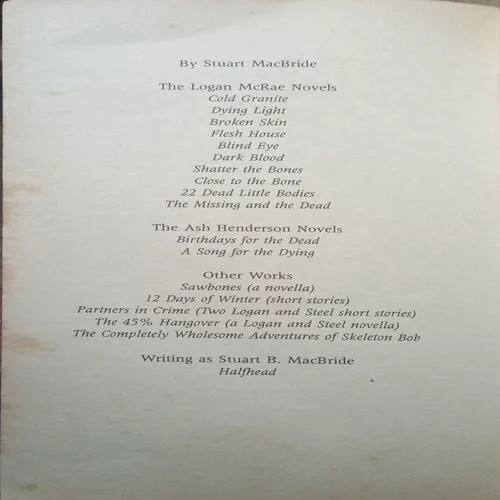 By Stuart MacBride
The Logan McRae Novels
Cold Granite
Dying Light
Broken Skin
Flesh House
Blind Eye
Dark Blood
Shatter the Bones
Close to the Bone
22 Dead Little Bodies
The Missing and the Dead
The Ash Henderson Novels
Birthdays for the Dead
A Song for the Dying
Other Works
Sawbones (a novella)
12 Days of Winter (short stories)
Partners in Crime (Two Logan and Steel short stories)
The 45% Hangover (a Logan and Steel novella)
The Completely Wholesome Adventures of Skeleton Bob
Writing as Stuart B. MacBride
Halfhead